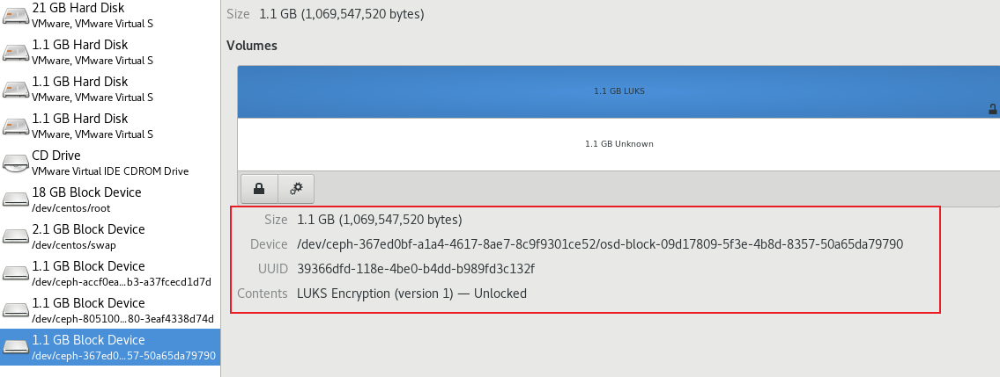 21 GB Hard Disk
VMware, VMware Virtual S
1.1 GB Hard Disk
VMware, VMware Virtual S
1.1 GB Hard Disk
VMware, VMware Virtual S
1.1 GB Hard Disk
VMware, VMware Virtual S
CD Drive
VMware Virtual IDE CDROM Drive
18 GB Block Device
/dev/centos/root
2.1 GB Block Device
/dev/centos/swap
1.1 GB Block Device
/dev/ceph-accf0ea...b3-a37fcecd1d7d
1.1 GB Block Device
/dev/ceph-805100...80-3eaf4338d74d
1.1 GB Block Device
/dev/ceph-367ed0...57-50a65da79790
Size 1.1 GB (1,069,547,520 bytes)
Volumes
1.1 GB LUKS
1.1 GB Unknown
Size 1.1 GB (1,069,547,520 bytes)
Device /dev/ceph-367ed0bf-a1a4-4617-8ae7-8c9f9301ce52/osd-block-09d17809-5f3e-4b8d-8357-50a65da79790
UUID 39366dfd-118e-4be0-b4dd-b989fd3c132f
Contents LUKS Encryption (version 1) — Unlocked